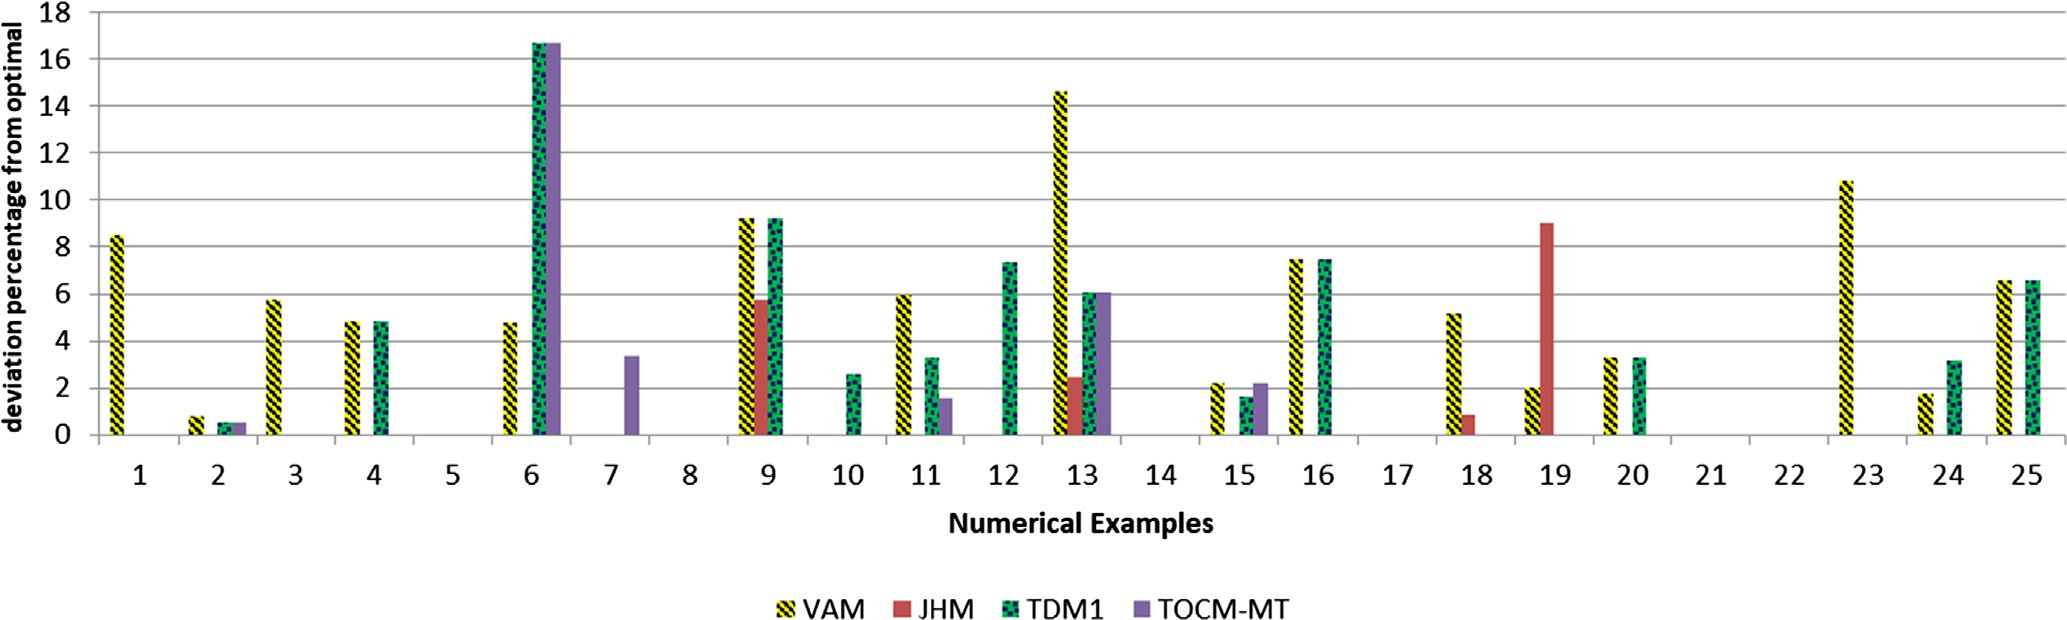 deviation percentage from optimal
18
16
14
12
10
8
6
4
2
0
1 2 3 4 5 6 7 8 9 10 11 12 13 14 15 16 17 18 19 20 21 22 23 24 25
Numerical Examples
VAM JHM TDM1 TOCM-MT